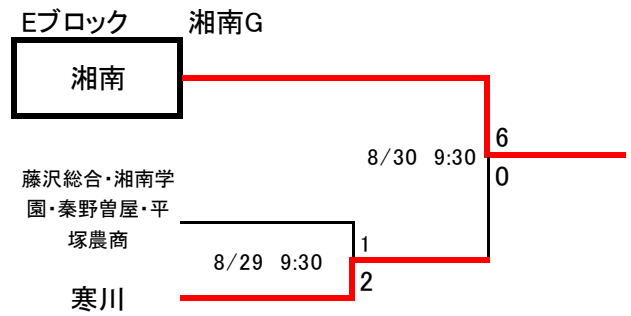 Eブロック 湘南G
湘南
6
8/30 9:30
0
藤沢総合・湘南学
園・秦野曽屋・平
塚農商
1
8/29 9:30
2
寒川